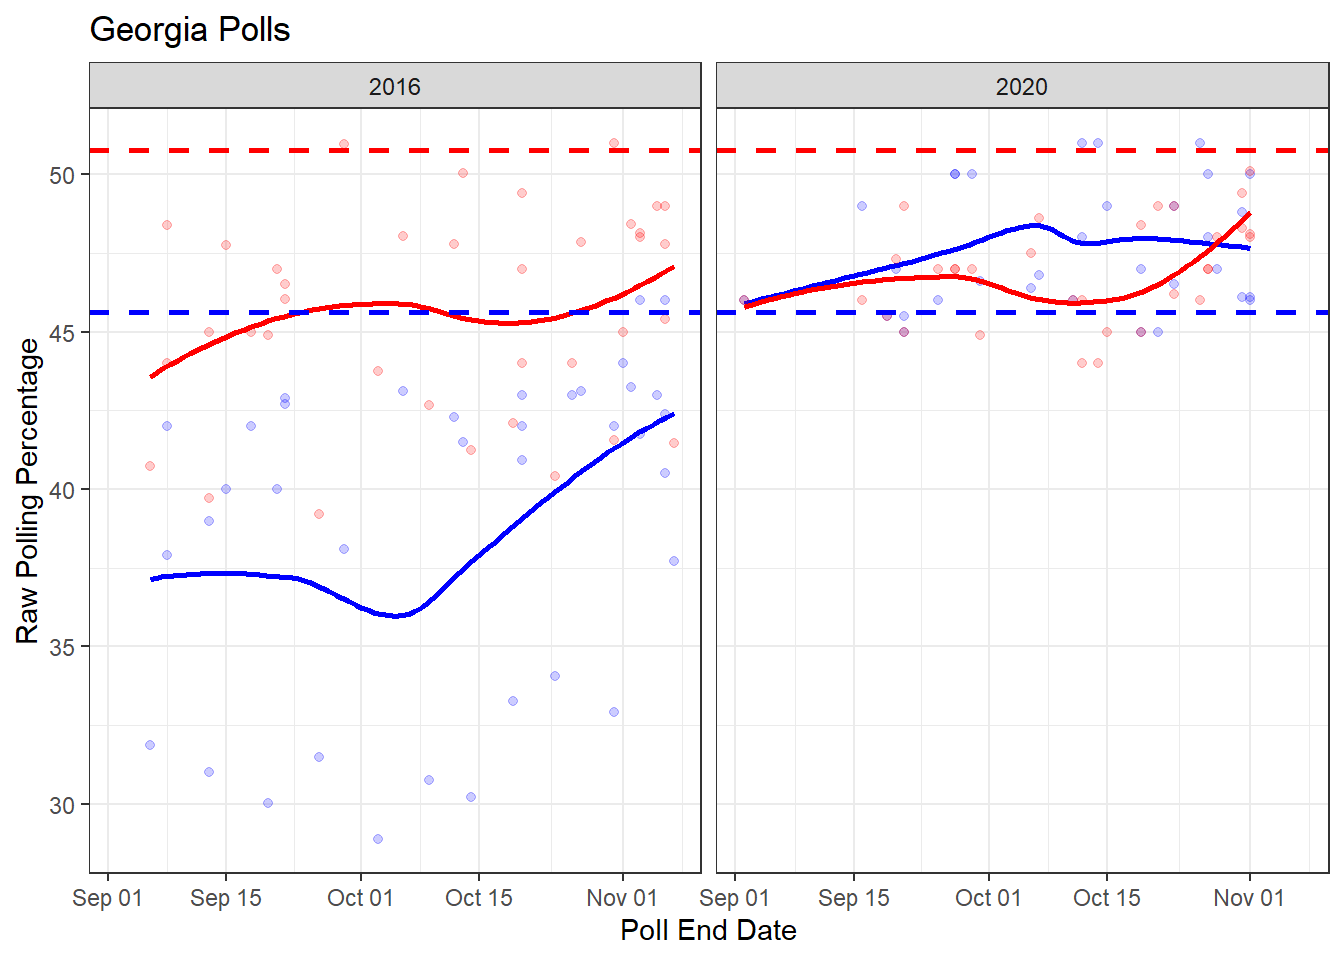 Georgia Polls
2016
2020
Raw Polling Percentage
50
45
40
35
30
Sep 01 Sep 15 Oct 01 Oct 15 Nov 01 Sep 01 Sep 15 Oct 01 Oct 15 Nov 01
Poll End Date